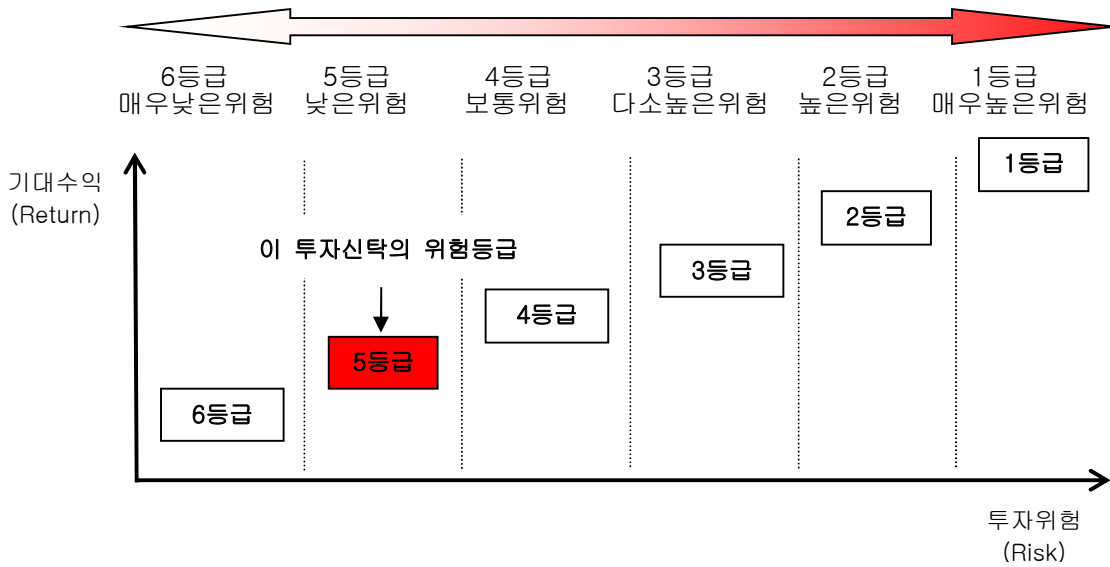 6등급 5등급 4등급 3등급 2등급 1등급
매우낮은위험 낮은위험 보통위험 다소높은위험 높은위험 매우높은위험
1등급
기대수익
(Return)
2등급
이 투자신탁의 위험등급
3등급
4등급
5등급
6등급
투자위험
(Risk)